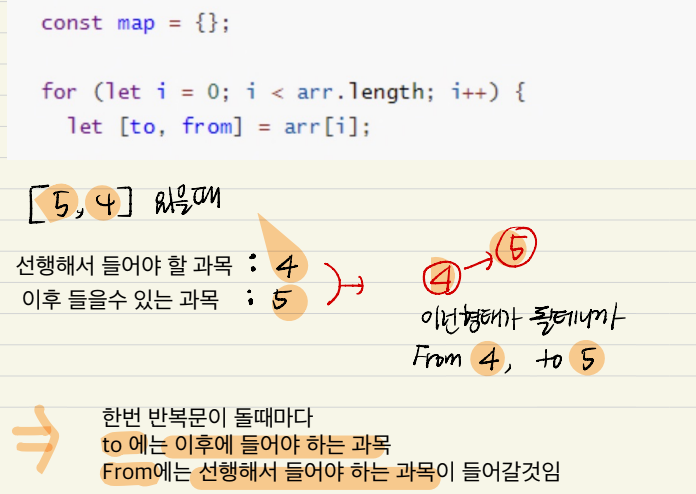 const map = {};
for (let i = 0; i < arr.length; i++) {
let [to, from] = arr[i];
[5,4] 있을때
선행해서 들어야 할 과목 : 4
이후 들을수 있는 과목 : 5
4 → 5
이런형태가 될테니까
From 4, to 5
⇒ 한번 반복문이 돌때마다
to 에는 이후에 들어야 하는 과목
From에는 선행해서 들어야 하는 과목이 들어갈것임